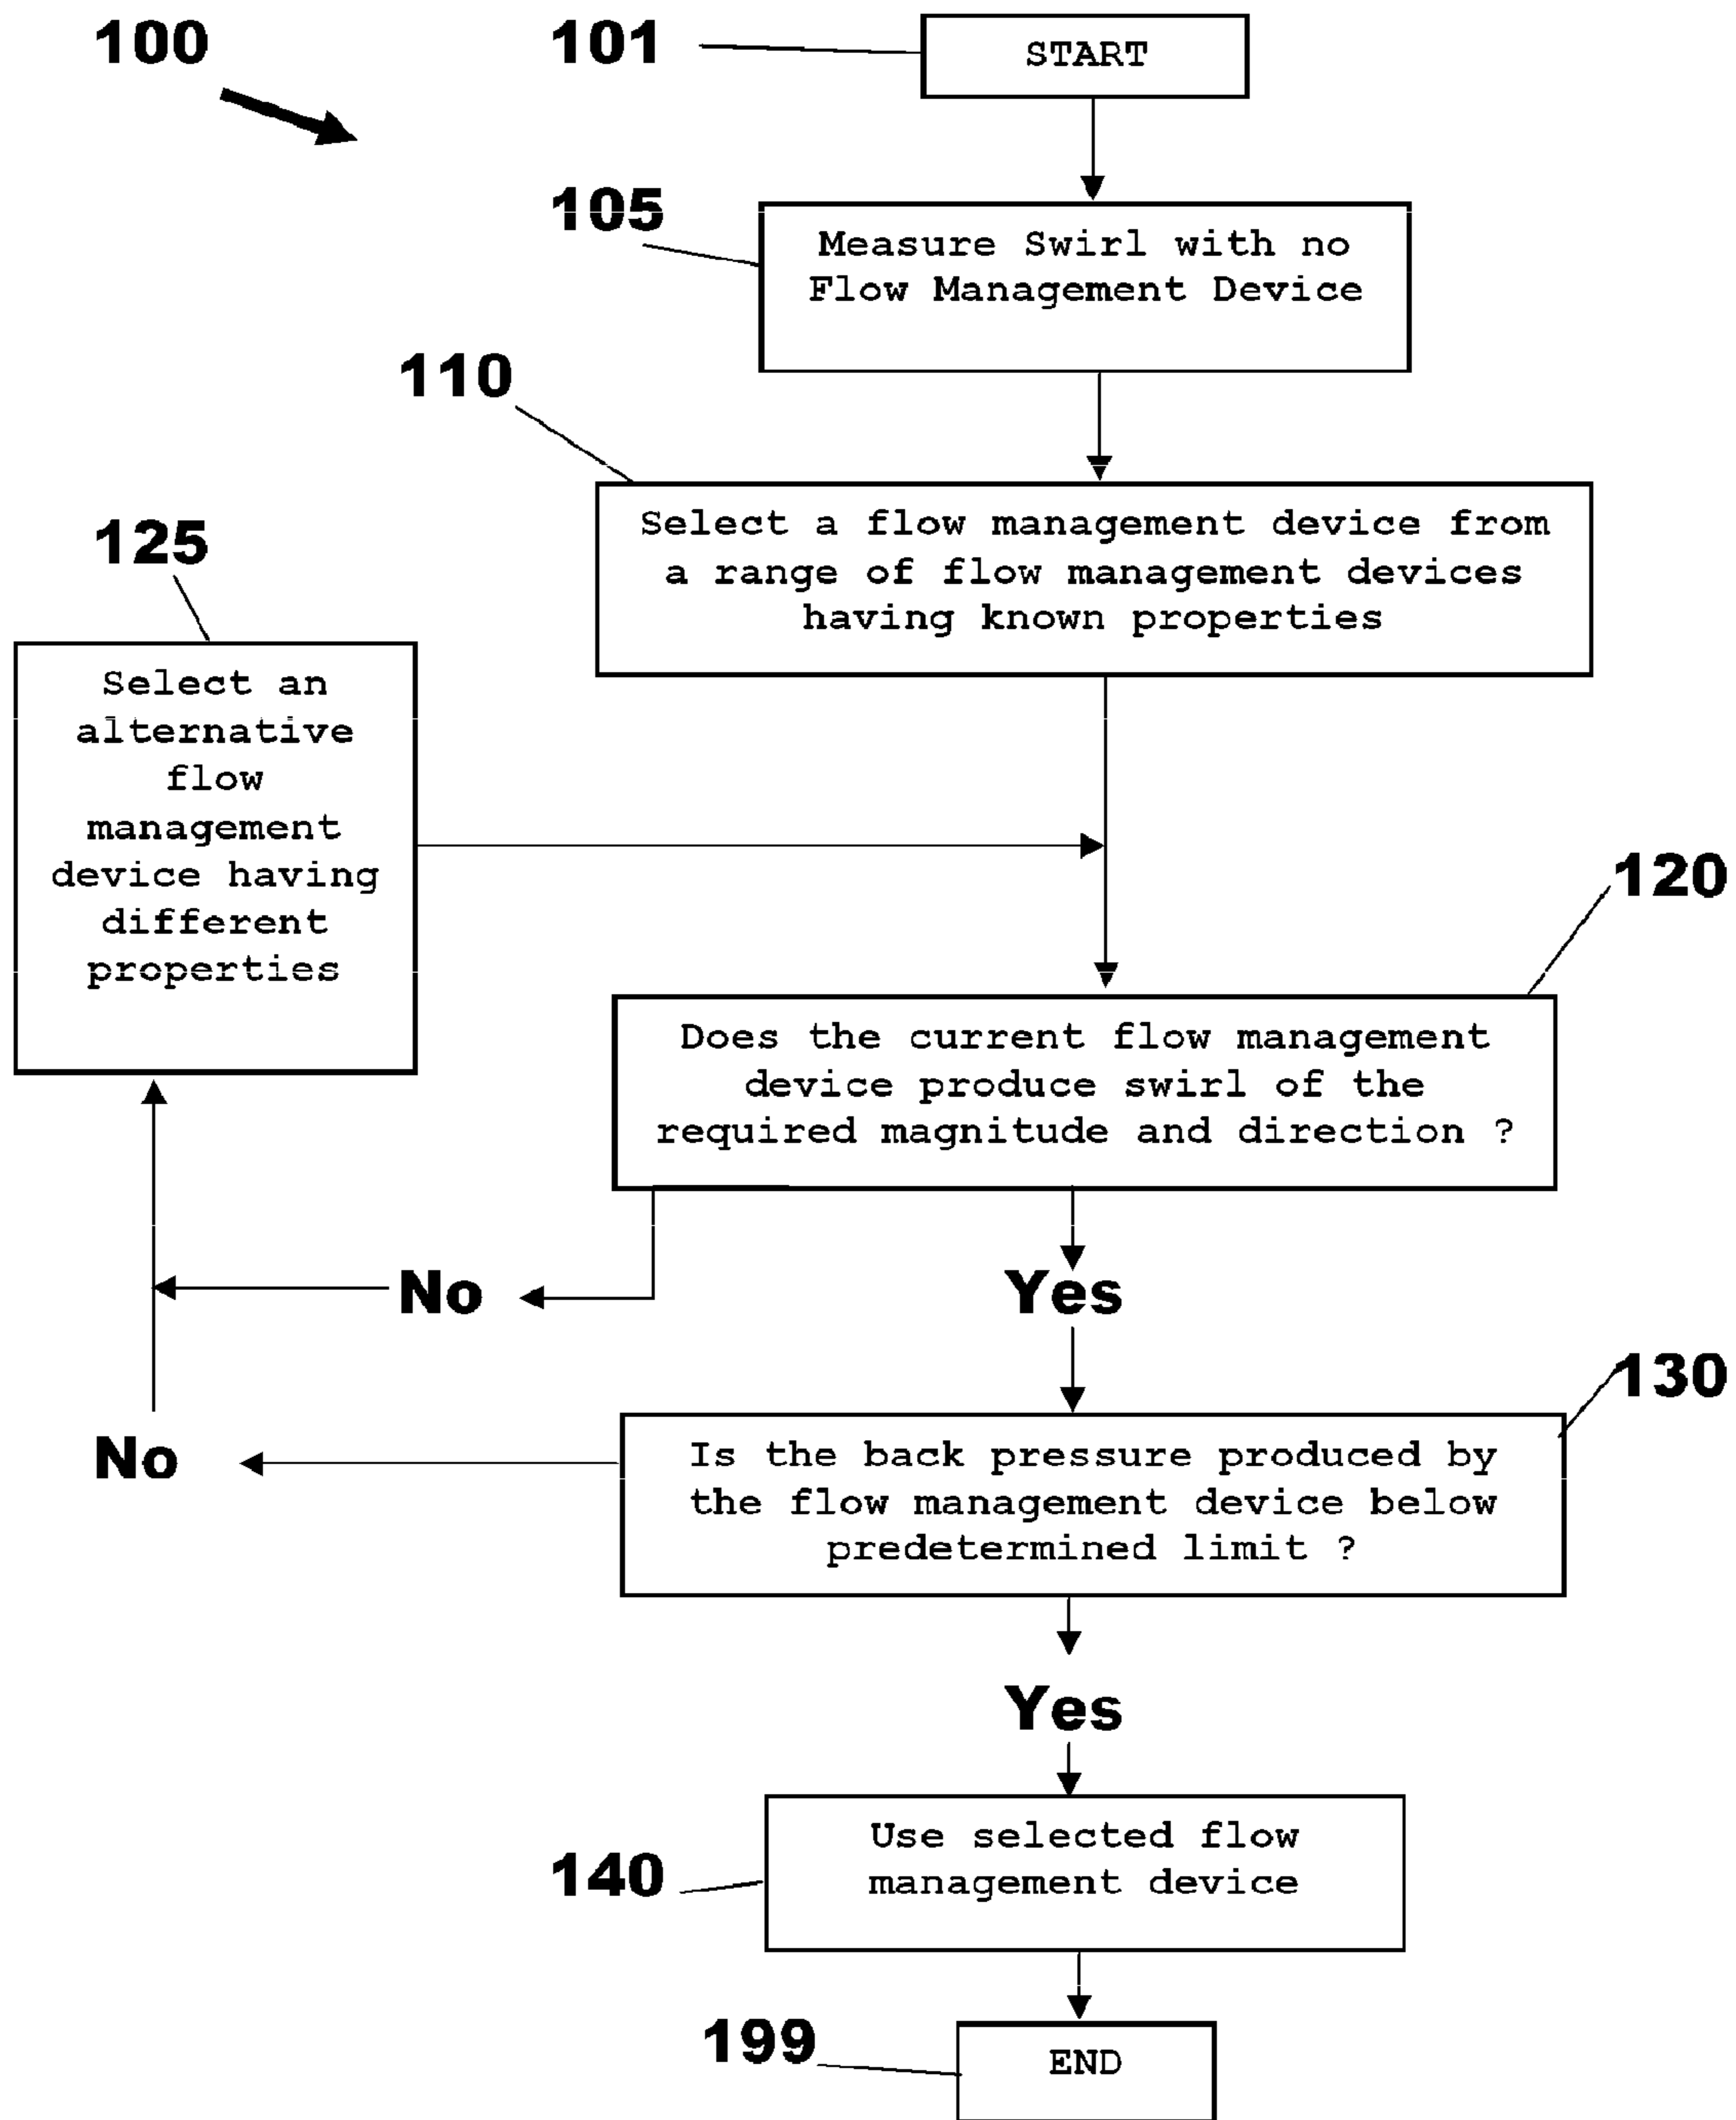 100
101
START
105
Measure Swirl with no
Flow Management Device
110
Select a flow management device from
a range of flow management devices
having known properties
125
Select an
alternative
flow
management
device having
different
properties
120
Does the current flow management
device produce swirl of the
required magnitude and direction ?
No
Yes
130
Is the back pressure produced by
the flow management device below
predetermined limit ?
No
Yes
140
Use selected flow
management device
199
END